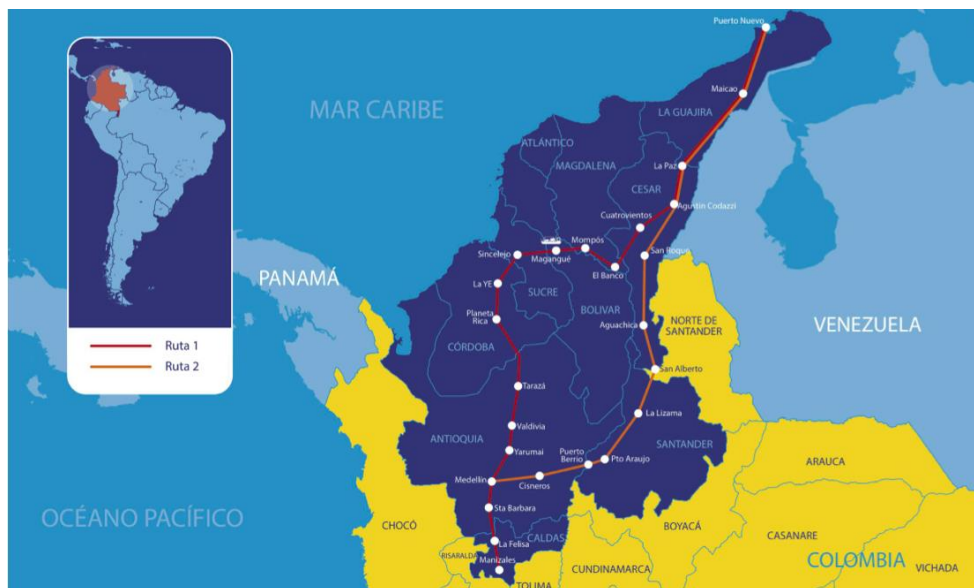 Puerto Nuevo
Maicao
LA GUAJIRA
MAR CARIBE
ATLÁNTICO
MAGDALENA
La Paz
CESAR
Agustín Codazzi
Cuatrovientos
Mompós
Sincelejo
Magangué
San Roque
El Banco
PANAMÁ
La YE
SUCRE
Planeta
Rica
BOLIVAR
Aguachica
NORTE DE
SANTANDER
VENEZUELA
Ruta 1
Ruta 2
CÓRDOBA
San Alberto
Tarazá
La Lizama
Valdivia
ANTIOQUIA
SANTANDER
Yarumai
Puerto
Berrio
Pto Araujo
ARAUCA
Medellín
Cisneros
OCÉANO PACÍFICO
Sta Barbara
CHOCÓ
BOYACÁ
CASANARE
CALDAS
La Felisa
RISARALDA
Manizales
COLOMBIA
CUNDINAMARCA
VICHADA
TOLIMA